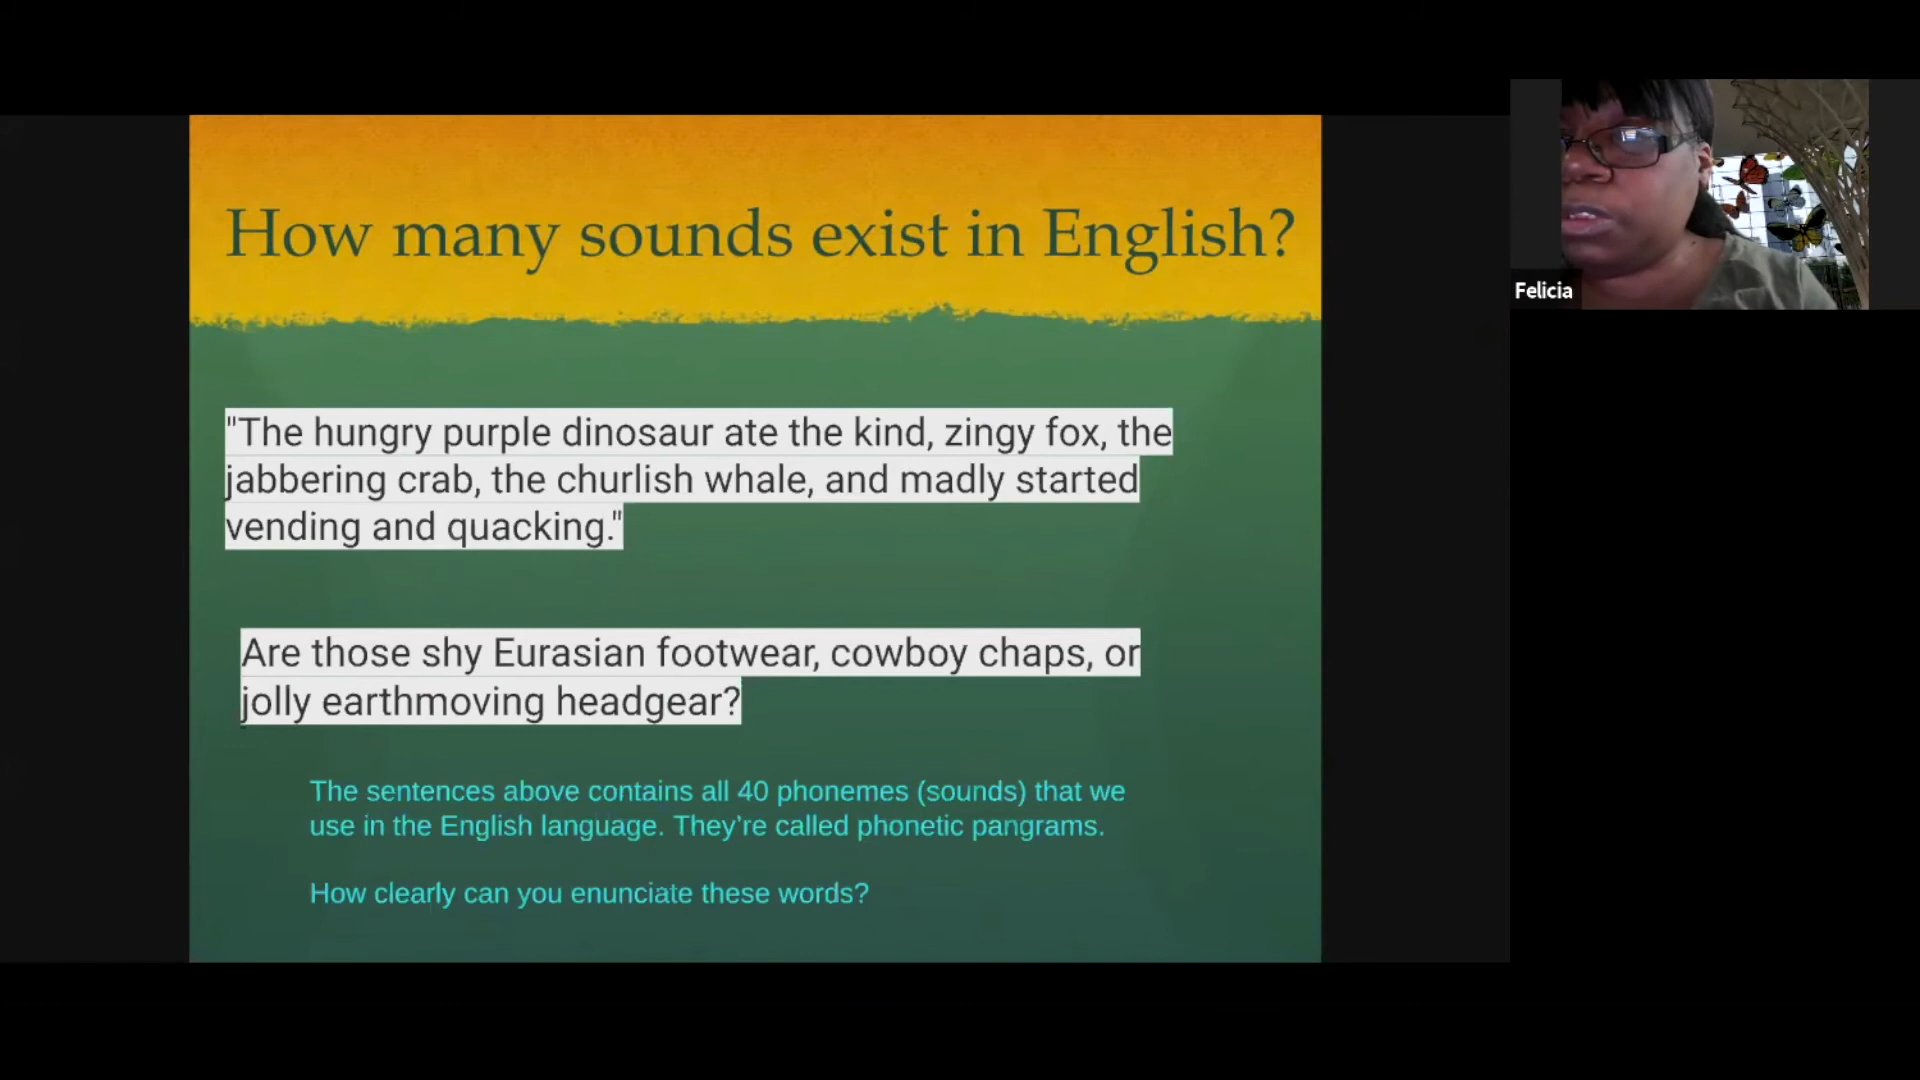 How many sounds exist in English?
"The hungry purple dinosaur ate the kind, zingy fox, the
jabbering crab, the churlish whale, and madly started
vending and quacking."
Are those shy Eurasian footwear, cowboy chaps, or
jolly earthmoving headgear?
The sentences above contains all 40 phonemes (sounds) that we
use in the English language. They're called phonetic pangrams.
How clearly can you enunciate these words?
Felicia